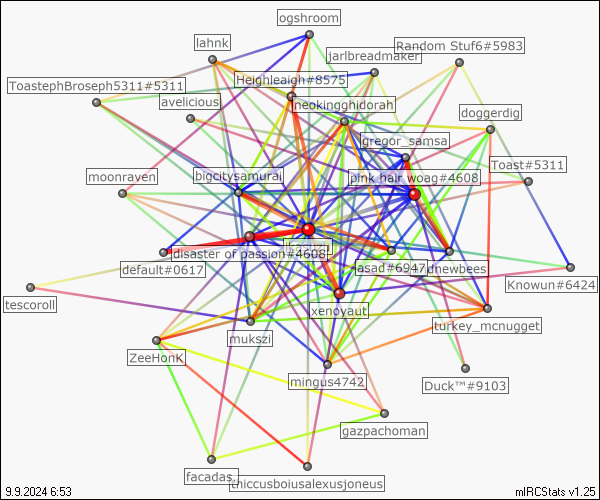 ogshroom
lahnk
jarlbreadmaker
Random Stuf6#5983
Heighleaigh#8575
ToastephBroseph5311#5311
avelicious
neokingghidorah
doggerdig
gregor_samsa
Toast#5311
moonraven
bigcitysamurai
pink hair woag#4608
disaster of passion#4608
default#0617
asad#6947
dnewbees
Knowun#6424
tescoroll
xenoyaut
turkey_mcnugget
mukszi
ZeeHonK
mingus4742
Duck™#9103
gazpachoman
facadas_
thiccusboiusalexusjoneus
9.9.2024 6:53
mIRCStats v1.25